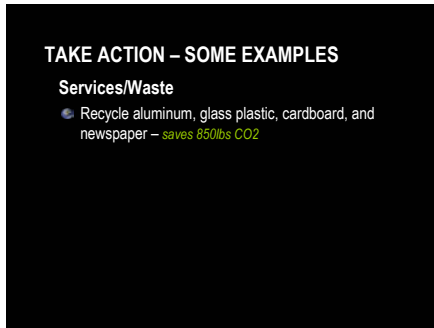 TAKE ACTION – SOME EXAMPLES
Services/Waste
Recycle aluminum, glass plastic, cardboard, and
newspaper – saves 850lbs CO2